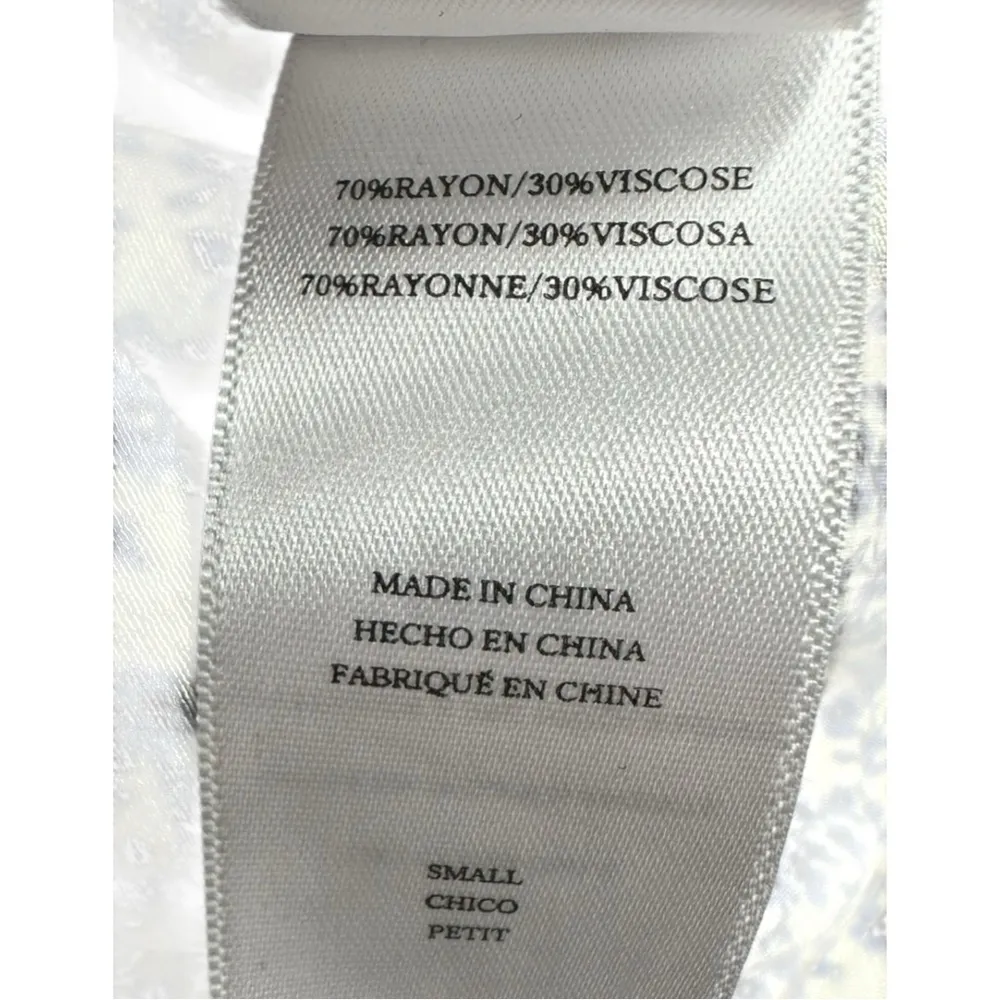 70%RAYON/30%VISCOSE
70%RAYON/30%VISCOSA
70%RAYONNE/30%VISCOSE
MADE IN CHINA
HECHO EN CHINA
FABRIQUÉ EN CHINE
SMALL
CHICO
PETIT